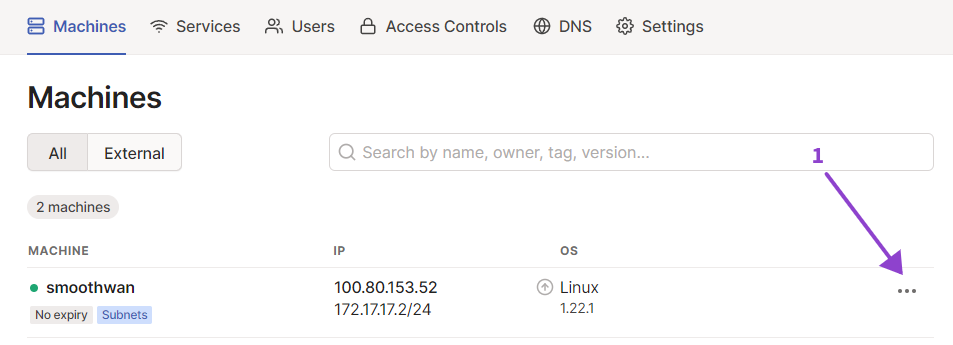 Machines Services Users Access Controls DNS Settings
Machines
All External Search by name, owner, tag, version...
1
2 machines
MACHINE IP OS
smoothwan 100.80.153.52 Linux
172.17.17.2/24 1.22.1
No expiry Subnets